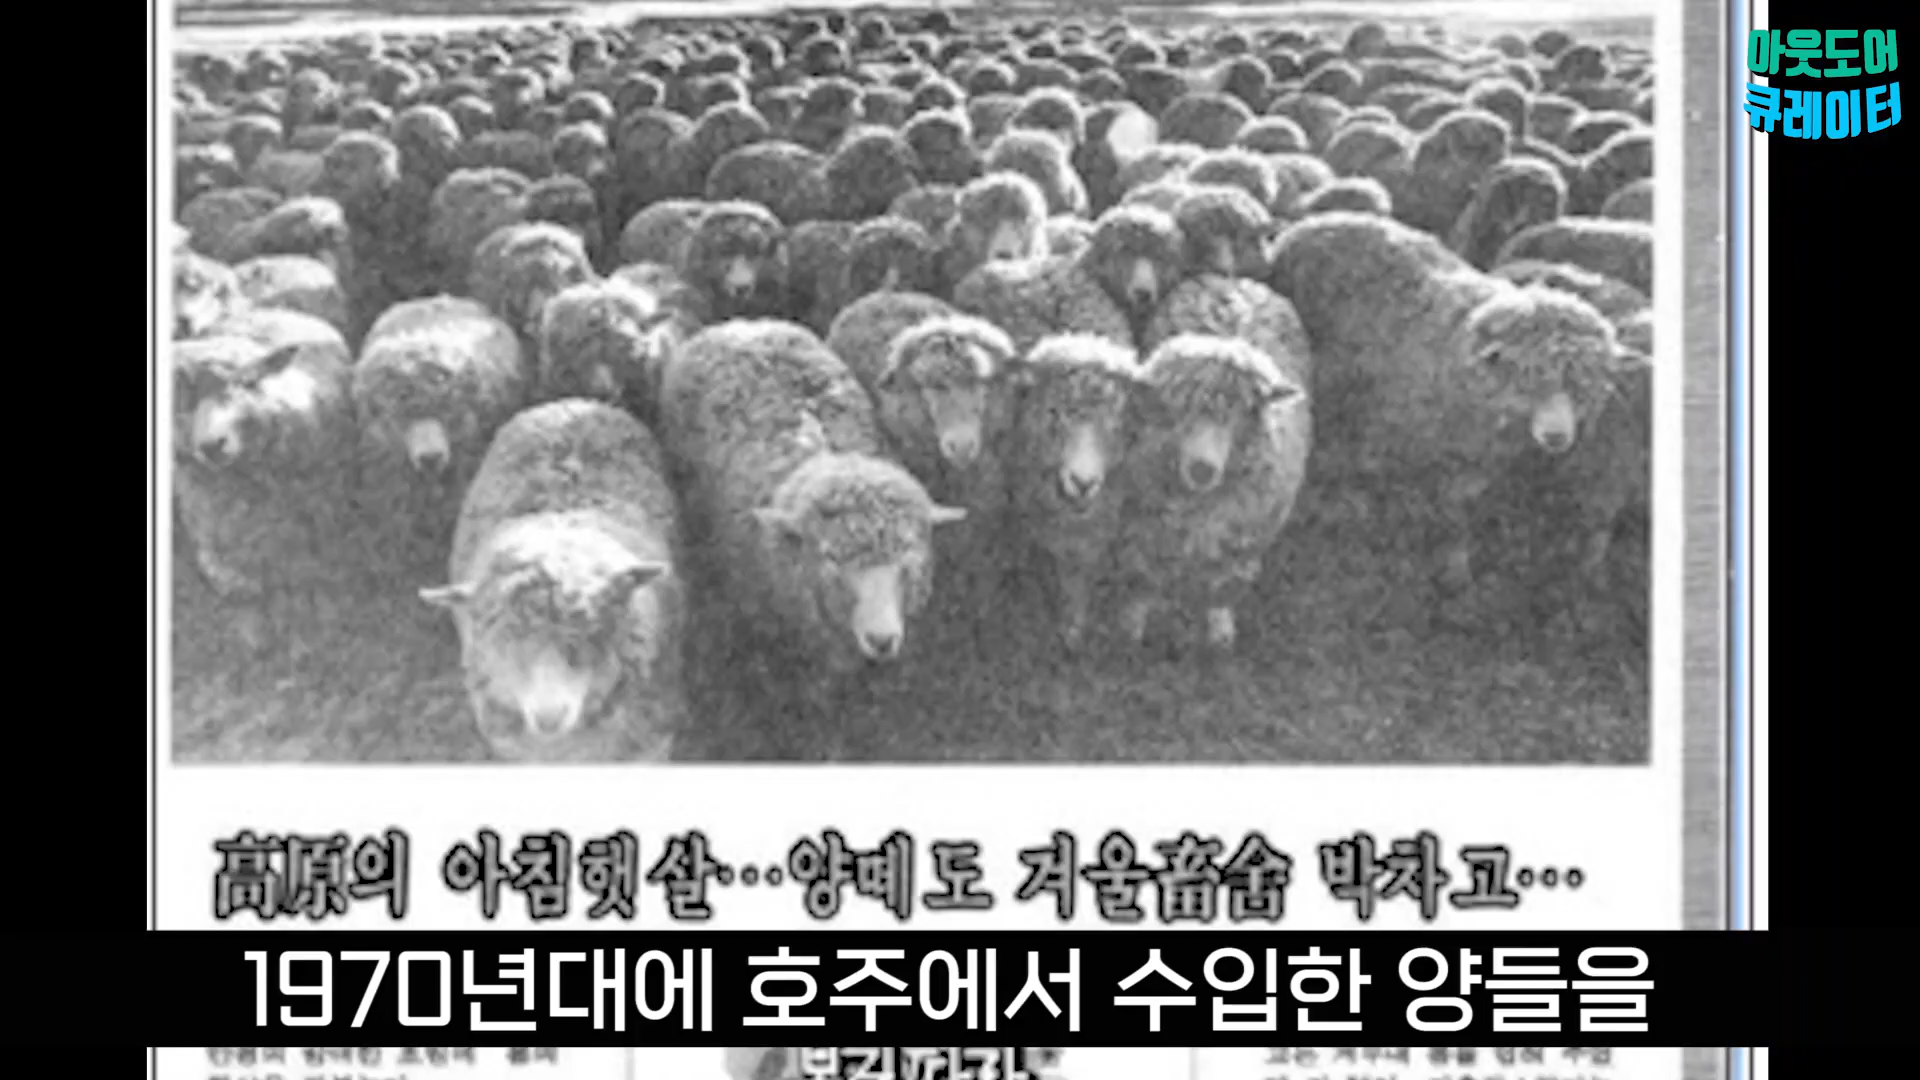 아웃도어
큐레이터
高原의 아침햇살…양떼도 겨울畜舍 박차고…
1970년대에 호주에서 수입한 양들을